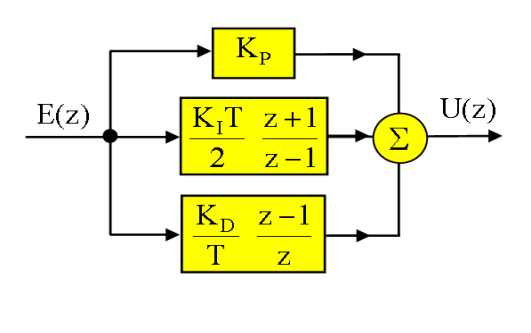 K_P
E(z)
K_I T/2 z+1/z−1
Σ
U(z)
K_D/T z−1/z